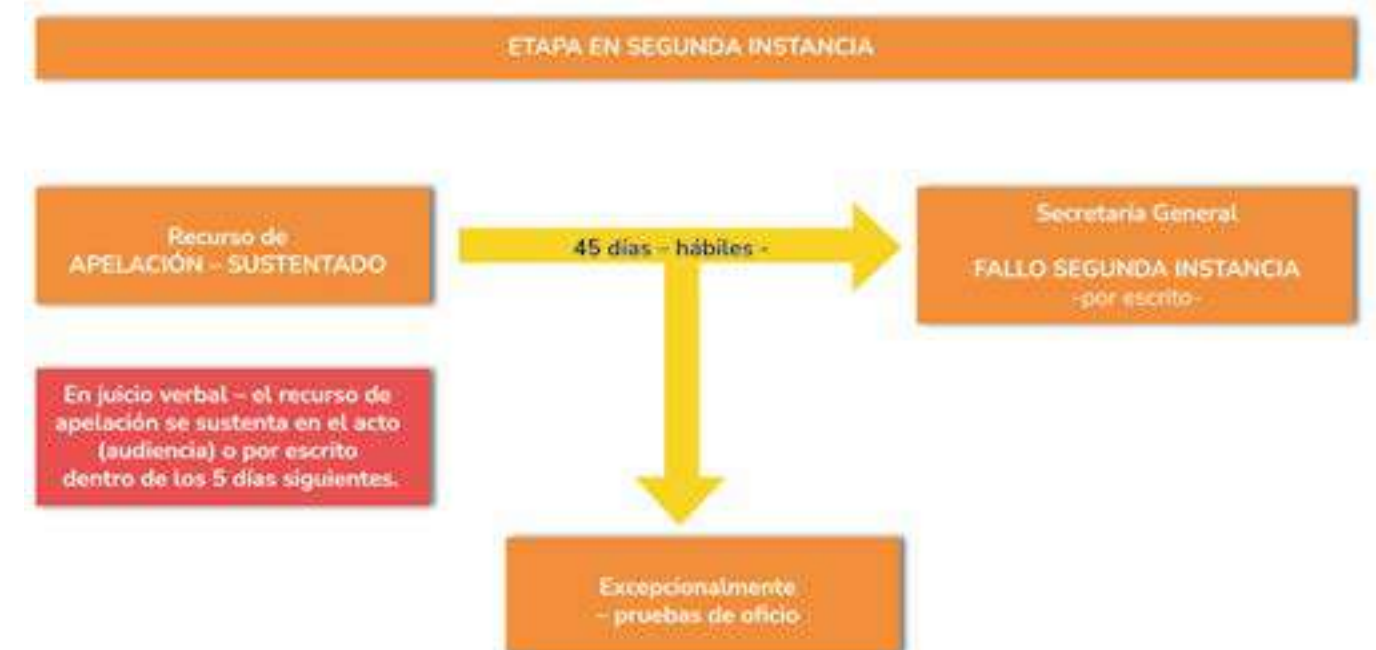 ETAPA EN SEGUNDA INSTANCIA
Recurso de
APELACIÓN – SUSTENTADO
45 días – hábiles -
Secretaría General
FALLO SEGUNDA INSTANCIA
-por escrito-
En juicio verbal – el recurso de
apelación se sustenta en el acto
(audiencia) o por escrito
dentro de los 5 días siguientes.
Excepcionalmente
– pruebas de oficio